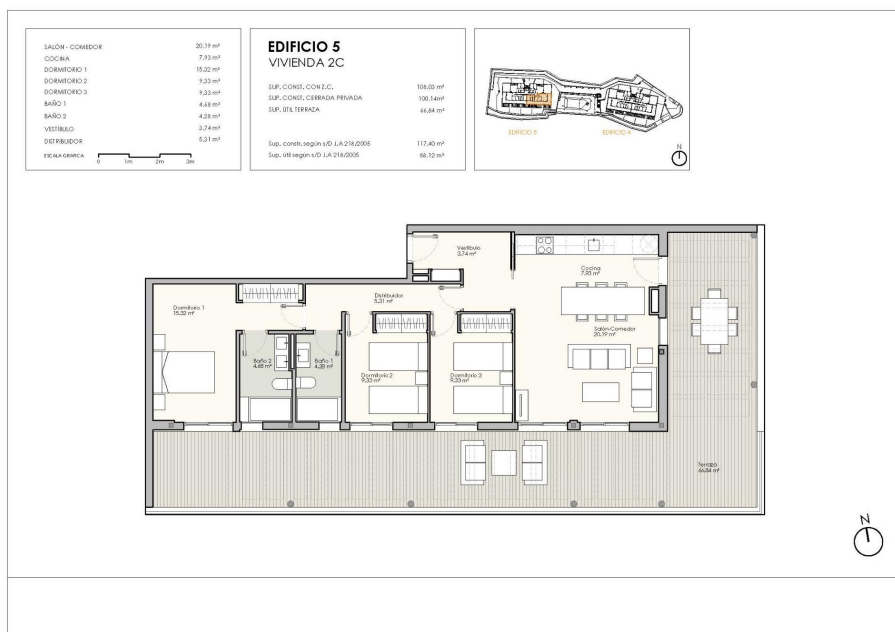 SALÓN - COMEDOR 20,19 m²
COCINA 7,93 m²
DORMITORIO 1 15,32 m²
DORMITORIO 2 9,33 m²
DORMITORIO 3 9,33 m²
BAÑO 1 4,68 m²
BAÑO 2 4,28 m²
VESTÍBULO 3,74 m²
DISTRIBUIDOR 5,31 m²
ESCALA GRAFICA 0 1m 2m 3m
EDIFICIO 5
VIVIENDA 2C
SUP. CONST. CON Z.C. 108,03 m²
SUP. CONST. CERRADA PRIVADA 100,14m²
SUP. ÚTIL TERRAZA 66,84 m²
Sup. constr. según s/D J.A 218/2005 117,40 m²
Sup. útil según s/D J.A 218/2005 88,12 m²
EDIFICIO 5
EDIFICIO 4
N
Vestíbulo
3,74 m²
Cocina
7,93 m²
Distribuidor
5,31 m²
Dormitorio 1
15,32 m²
Salón-Comedor
20,19 m²
Baño 2
4,68 m²
Baño 1
4,28 m²
Dormitorio 2
9,33 m²
Dormitorio 3
9,33 m²
Terraza
66,84 m²
N